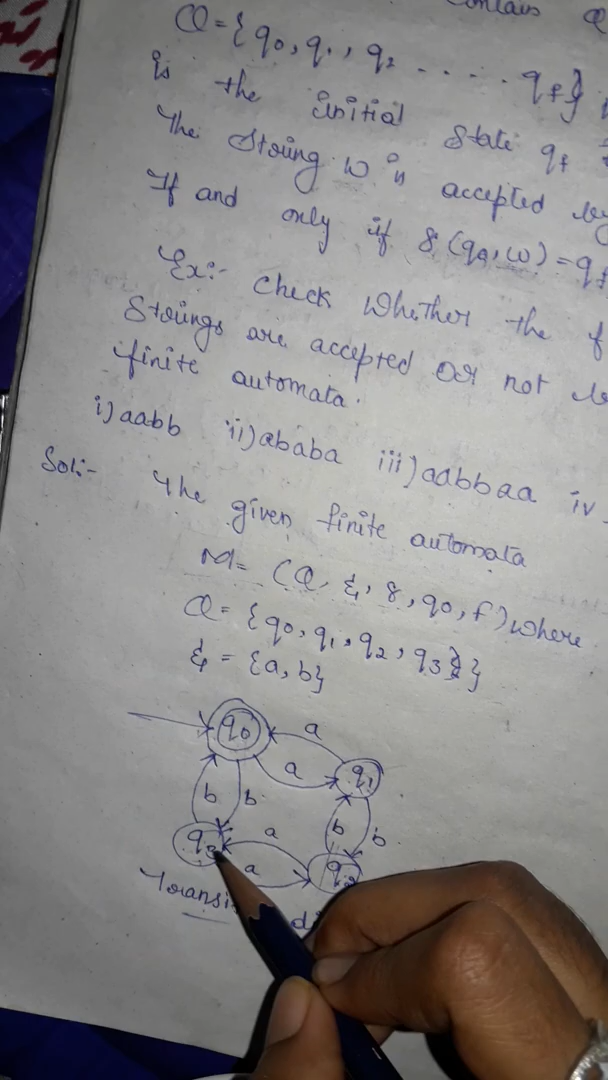 contains
Q={q0, q1, q2 ..... qf}
is the initial state qf
The string w is accepted by
If and only if δ(q0,w)=qf
Ex:- Check whether the f
strings are accepted or not b
finite automata.
i) aabb ii) ababa iii) aabbaa iv
Sol:- The given finite automata
M= (Q, Σ, δ, q0, f) where
Q= {q0, q1, q2, q3}}
Σ = {a, b}
q0 a
a q1
b b b b
a
a
q2
Transi